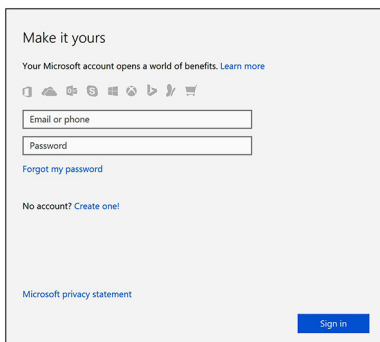 Make it yours
Your Microsoft account opens a world of benefits. Learn more
Email or phone
Password
Forgot my password
No account? Create one!
Microsoft privacy statement
Sign in